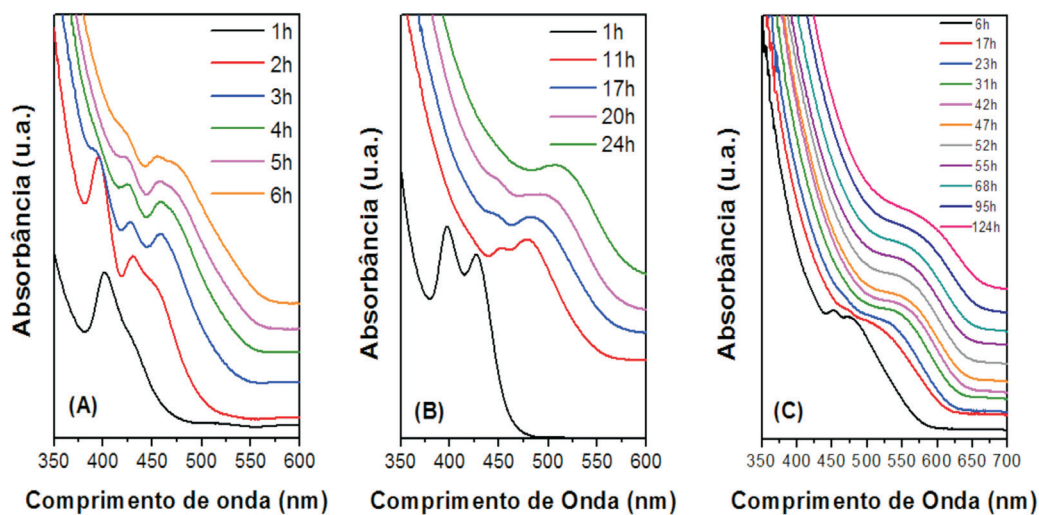 Absorbância (u.a.)
1h
2h
3h
4h
5h
6h
(A)
350 400 450 500 550 600
Comprimento de onda (nm)
Absorbância (u.a.)
1h
11h
17h
20h
24h
(B)
350 400 450 500 550 600
Comprimento de Onda (nm)
Absorbância (u.a.)
6h
17h
23h
31h
42h
47h
52h
55h
68h
95h
124h
(C)
350 400 450 500 550 600 650 700
Comprimento de Onda (nm)